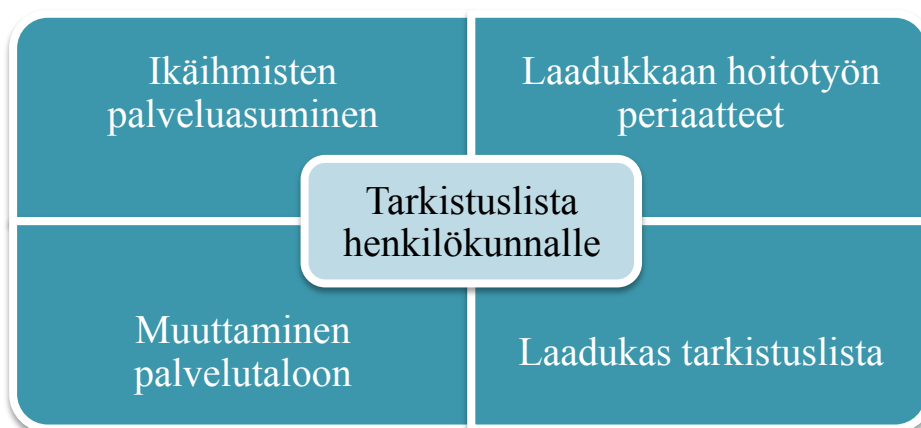 Ikäihmisten
palveluasuminen
Laadukkaan hoitotyön
periaatteet
Tarkistuslista
henkilökunnalle
Muuttaminen
palvelutaloon
Laadukas tarkistuslista